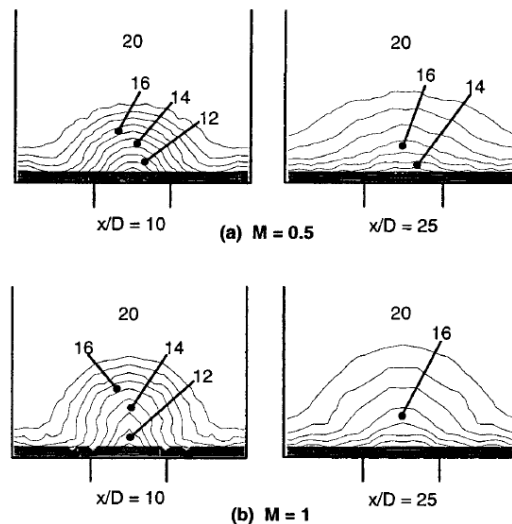 20
16
14
12
x/D = 10
20
16
14
x/D = 25
(a) M = 0.5
20
16
14
12
x/D = 10
20
16
x/D = 25
(b) M = 1